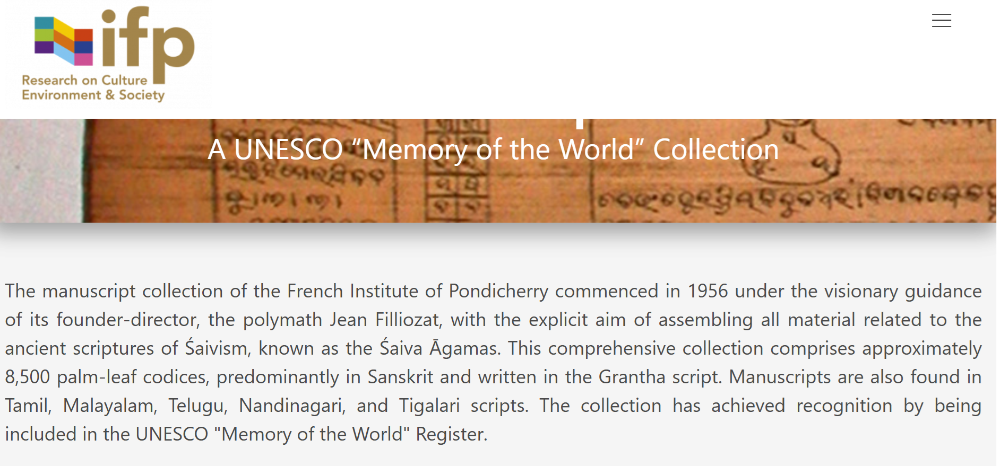 ifp
Research on Culture
Environment & Society
A UNESCO “Memory of the World” Collection
The manuscript collection of the French Institute of Pondicherry commenced in 1956 under the visionary guidance
of its founder-director, the polymath Jean Filliozat, with the explicit aim of assembling all material related to the
ancient scriptures of Śaivism, known as the Śaiva Āgamas. This comprehensive collection comprises approximately
8,500 palm-leaf codices, predominantly in Sanskrit and written in the Grantha script. Manuscripts are also found in
Tamil, Malayalam, Telugu, Nandinagari, and Tigalari scripts. The collection has achieved recognition by being
included in the UNESCO "Memory of the World" Register.